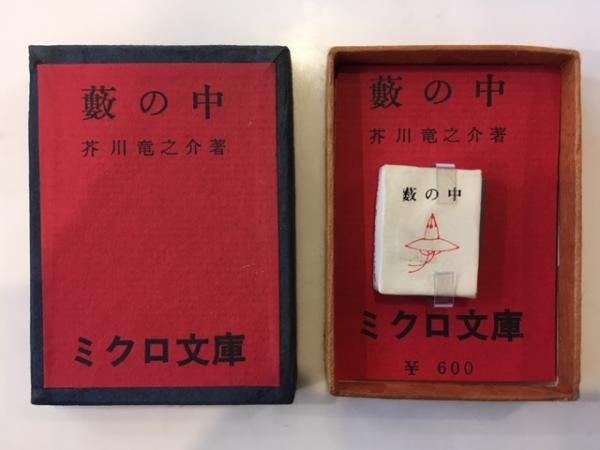 藪の中
芥川竜之介著
ミクロ文庫
藪の中
芥川竜之介著
藪の中
ミクロ文庫
¥ 600